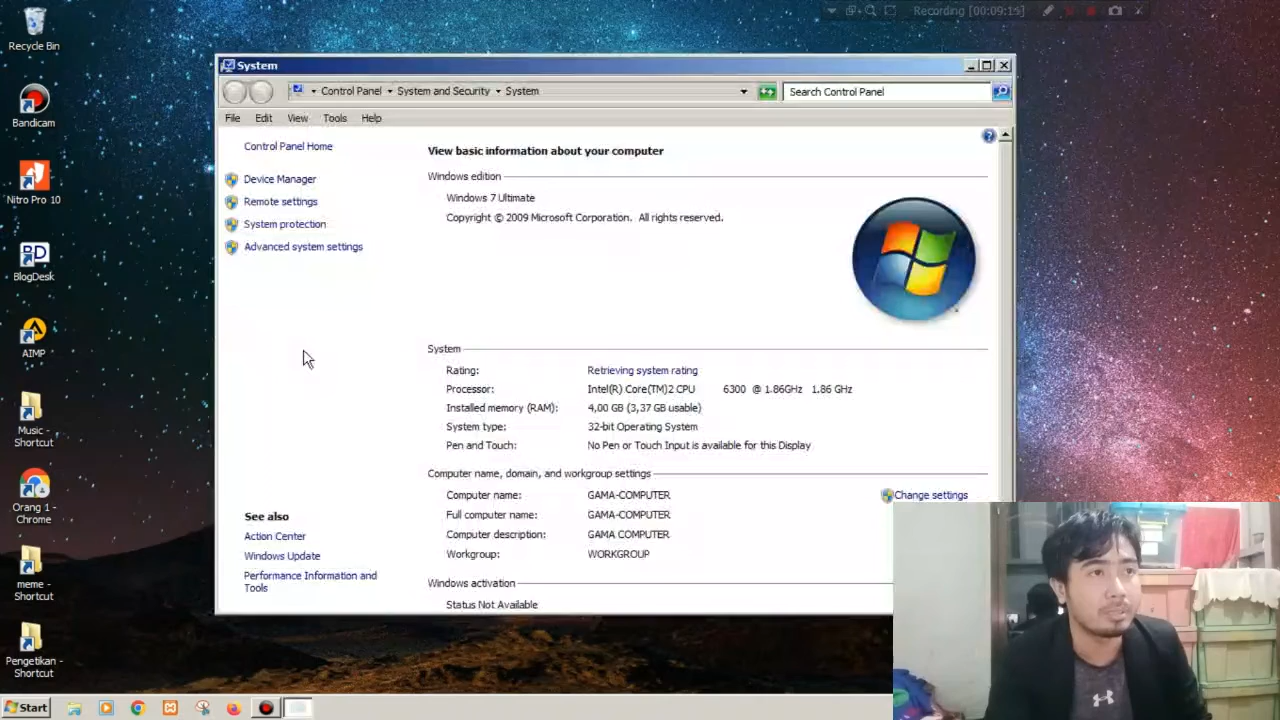 Recording [00:09:15]
Recycle Bin
Bandicam
Nitro Pro 10
BlogDesk
AIMP
Music -
Shortcut
Orang 1 -
Chrome
meme -
Shortcut
Pengetikan -
Shortcut
System
Control Panel
System and Security
System
Search Control Panel
File Edit View Tools Help
Control Panel Home
Device Manager
Remote settings
System protection
Advanced system settings
See also
Action Center
Windows Update
Performance Information and
Tools
View basic information about your computer
Windows edition
Windows 7 Ultimate
Copyright © 2009 Microsoft Corporation. All rights reserved.
System
Rating: Retrieving system rating
Processor: Intel(R) Core(TM)2 CPU 6300 @ 1.86GHz 1.86 GHz
Installed memory (RAM): 4,00 GB (3,37 GB usable)
System type: 32-bit Operating System
Pen and Touch: No Pen or Touch Input is available for this Display
Computer name, domain, and workgroup settings
Computer name: GAMA-COMPUTER
Change settings
Full computer name: GAMA-COMPUTER
Computer description: GAMA COMPUTER
Workgroup: WORKGROUP
Windows activation
Status Not Available
Start